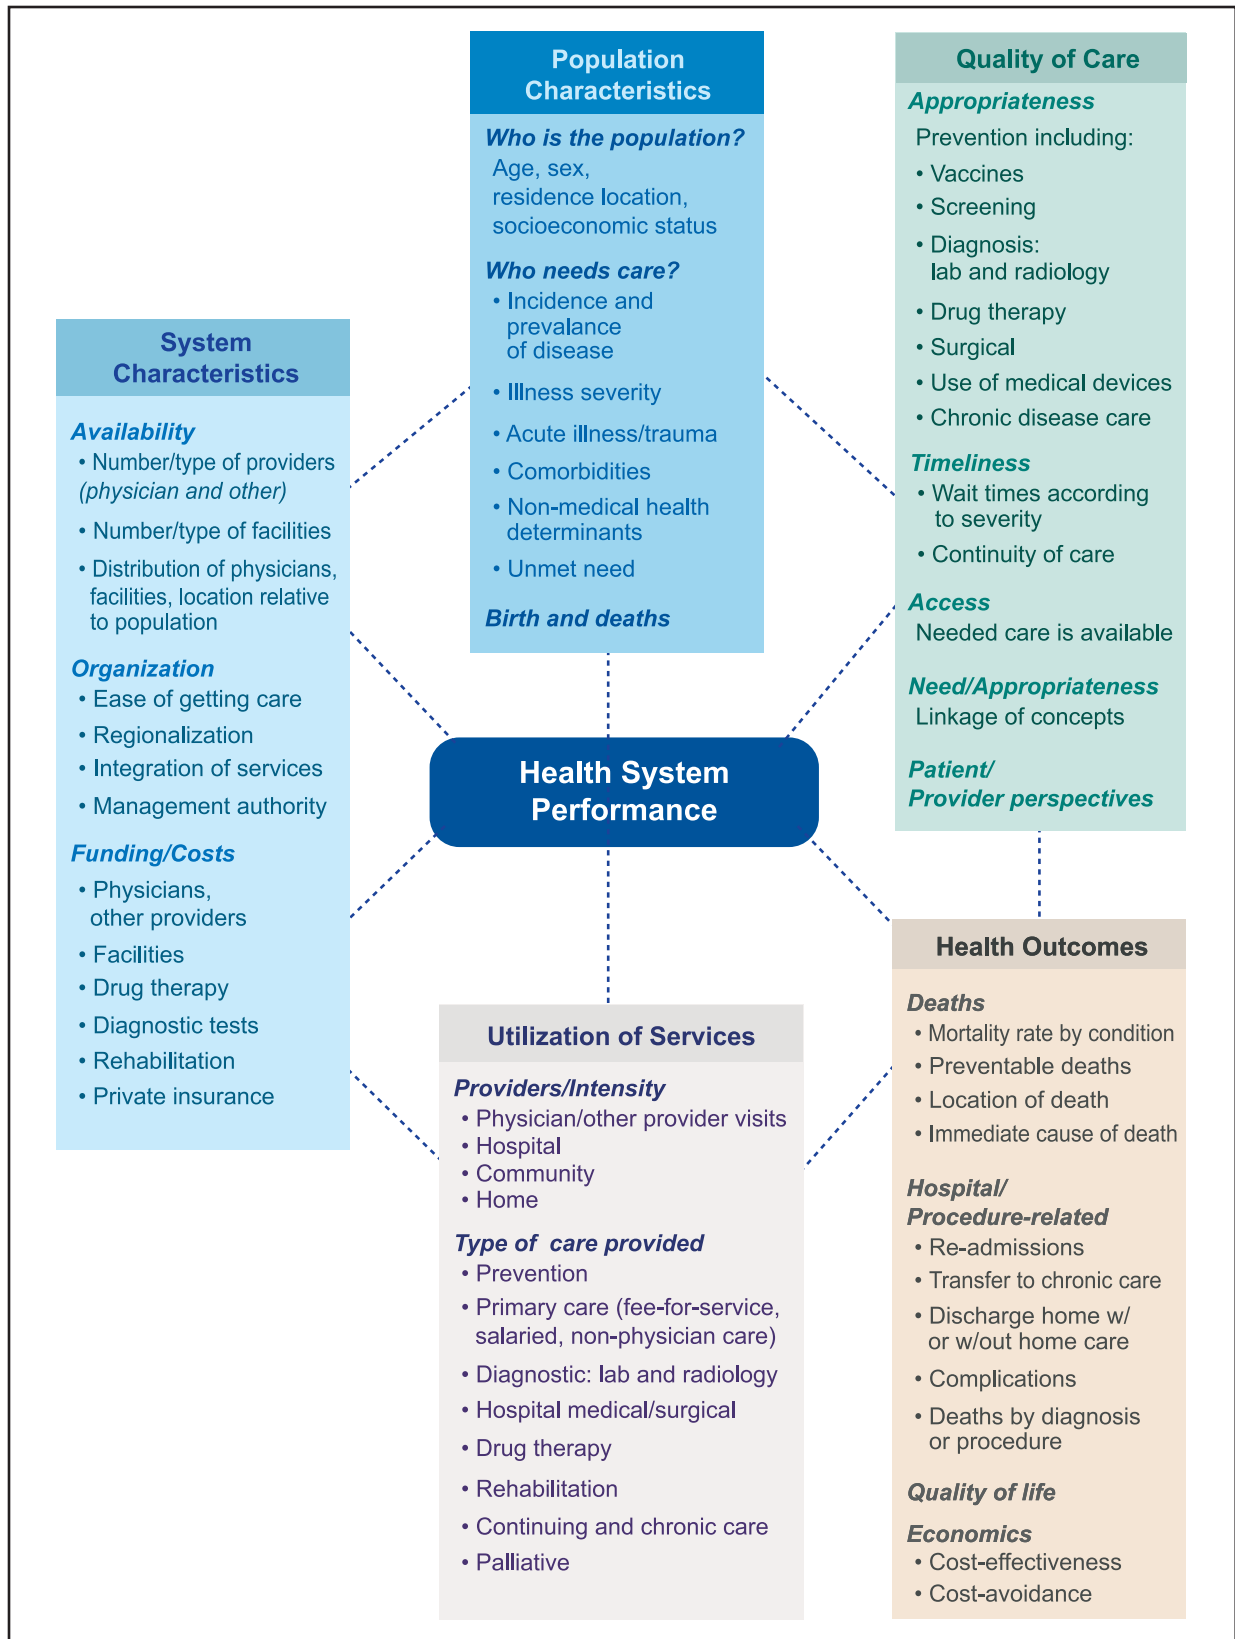 Population
Characteristics
Who is the population?
Age, sex,
residence location,
socioeconomic status
Who needs care?
• Incidence and
prevalance
of disease
• Illness severity
• Acute illness/trauma
• Comorbidities
• Non-medical health
determinants
• Unmet need
Birth and deaths
Quality of Care
Appropriateness
Prevention including:
• Vaccines
• Screening
• Diagnosis:
lab and radiology
• Drug therapy
• Surgical
• Use of medical devices
• Chronic disease care
Timeliness
• Wait times according
to severity
• Continuity of care
Access
Needed care is available
Need/Appropriateness
Linkage of concepts
Patient/
Provider perspectives
System
Characteristics
Availability
• Number/type of providers
(physician and other)
• Number/type of facilities
• Distribution of physicians,
facilities, location relative
to population
Organization
• Ease of getting care
• Regionalization
• Integration of services
• Management authority
Funding/Costs
• Physicians,
other providers
• Facilities
• Drug therapy
• Diagnostic tests
• Rehabilitation
• Private insurance
Health System
Performance
Utilization of Services
Providers/Intensity
• Physician/other provider visits
• Hospital
• Community
• Home
Type of care provided
• Prevention
• Primary care (fee-for-service,
salaried, non-physician care)
• Diagnostic: lab and radiology
• Hospital medical/surgical
• Drug therapy
• Rehabilitation
• Continuing and chronic care
• Palliative
Health Outcomes
Deaths
• Mortality rate by condition
• Preventable deaths
• Location of death
• Immediate cause of death
Hospital/
Procedure-related
• Re-admissions
• Transfer to chronic care
• Discharge home w/
or w/out home care
• Complications
• Deaths by diagnosis
or procedure
Quality of life
Economics
• Cost-effectiveness
• Cost-avoidance